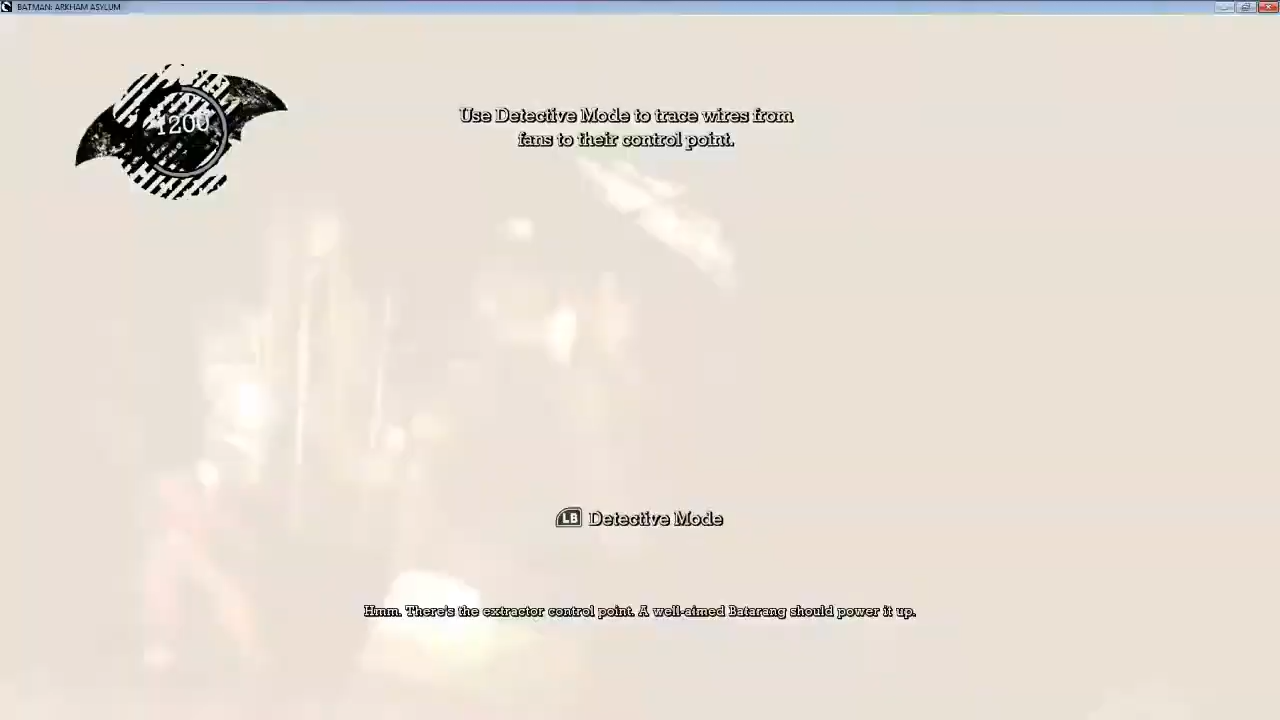 BATMAN: ARKHAM ASYLUM
1200
Use Detective Mode to trace wires from
fans to their control point.
LB Detective Mode
Hmm. There's the extractor control point. A well-aimed Batarang should power it up.